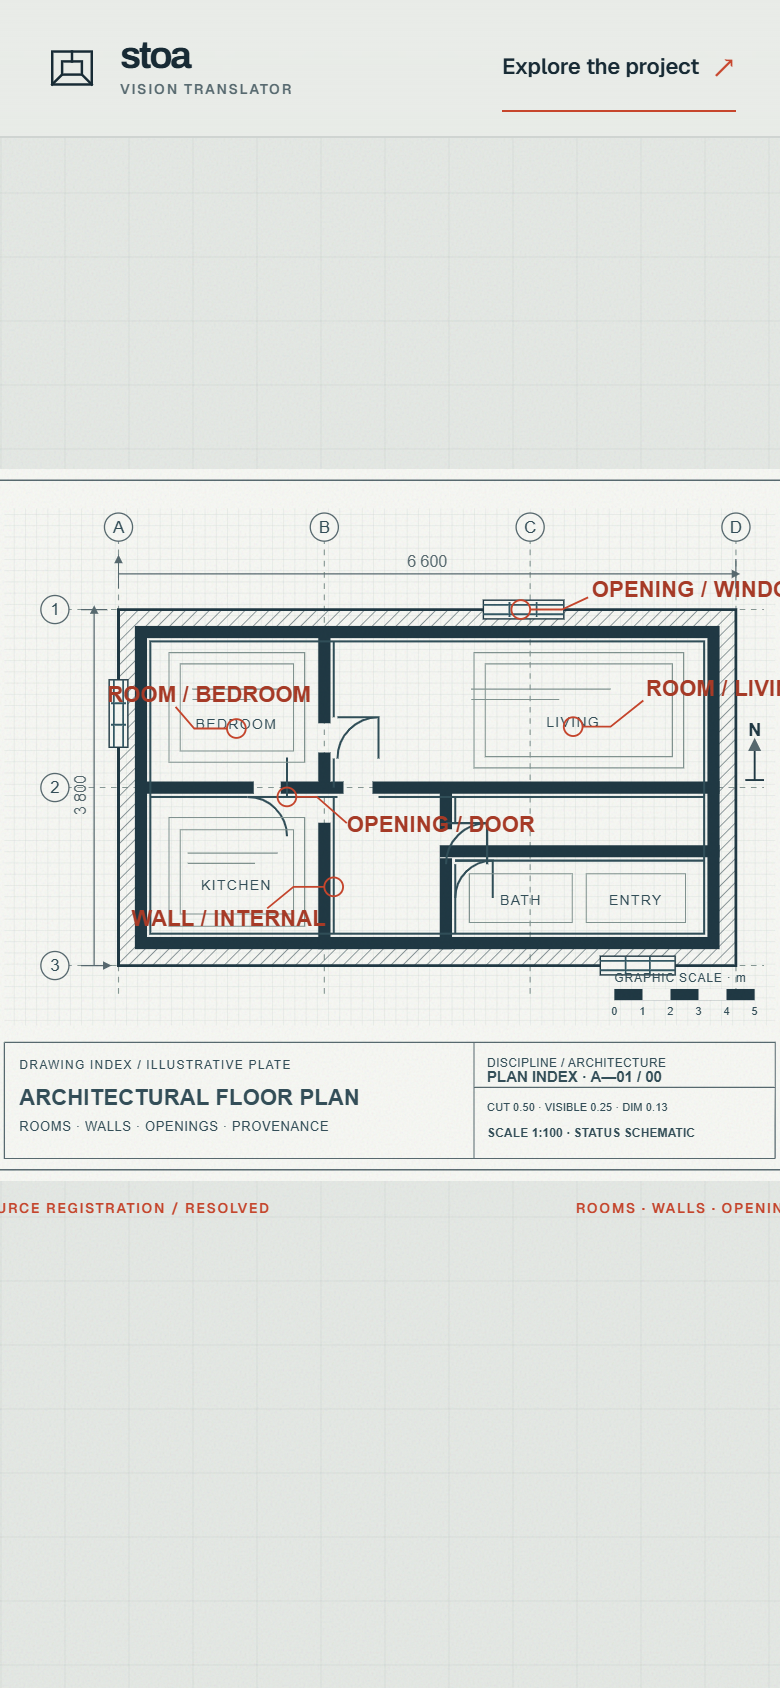 stoa
VISION TRANSLATOR
Explore the project ↗
A B C D
6 600
OPENING / WINDO
1
ROOM / BEDROOM
ROOM / LIVI
BEDROOM
LIVING
N
2
3 800
OPENING / DOOR
KITCHEN
BATH
ENTRY
WALL / INTERNAL
3
GRAPHIC SCALE · m
0 1 2 3 4 5
DRAWING INDEX / ILLUSTRATIVE PLATE
ARCHITECTURAL FLOOR PLAN
ROOMS · WALLS · OPENINGS · PROVENANCE
DISCIPLINE / ARCHITECTURE
PLAN INDEX · A—01 / 00
CUT 0.50 · VISIBLE 0.25 · DIM 0.13
SCALE 1:100 · STATUS SCHEMATIC
URCE REGISTRATION / RESOLVED
ROOMS · WALLS · OPENIN